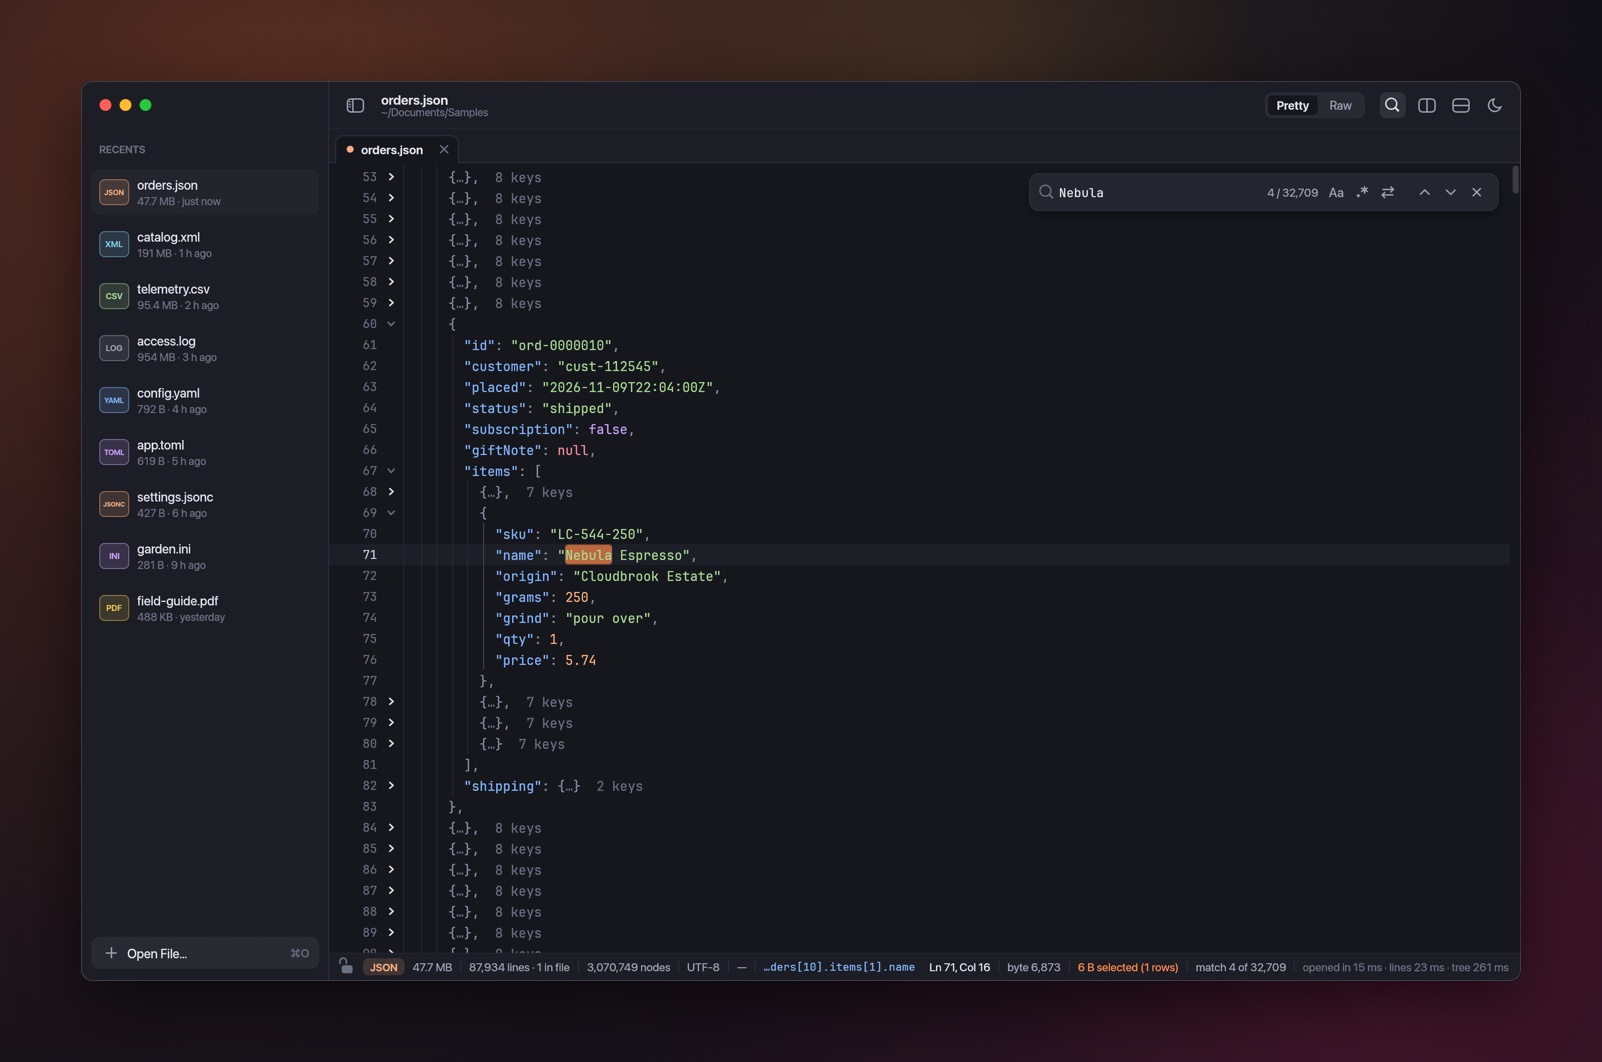 orders.json
~/Documents/Samples
Pretty Raw
RECENTS
JSON orders.json
47.7 MB · just now
XML catalog.xml
191 MB · 1 h ago
CSV telemetry.csv
95.4 MB · 2 h ago
LOG access.log
954 MB · 3 h ago
YAML config.yaml
792 B · 4 h ago
TOML app.toml
619 B · 5 h ago
JSONC settings.jsonc
427 B · 6 h ago
INI garden.ini
281 B · 9 h ago
PDF field-guide.pdf
488 KB · yesterday
Open File... ⌘O
orders.json
Nebula 4 / 32,709 Aa .*
53 {…}, 8 keys
54 {…}, 8 keys
55 {…}, 8 keys
56 {…}, 8 keys
57 {…}, 8 keys
58 {…}, 8 keys
59 {…}, 8 keys
60 {
61 "id": "ord-0000010",
62 "customer": "cust-112545",
63 "placed": "2026-11-09T22:04:00Z",
64 "status": "shipped",
65 "subscription": false,
66 "giftNote": null,
67 "items": [
68 {…}, 7 keys
69 {
70 "sku": "LC-544-250",
71 "name": "Nebula Espresso",
72 "origin": "Cloudbrook Estate",
73 "grams": 250,
74 "grind": "pour over",
75 "qty": 1,
76 "price": 5.74
77 },
78 {…}, 7 keys
79 {…}, 7 keys
80 {…} 7 keys
81 ],
82 "shipping": {…} 2 keys
83 },
84 {…}, 8 keys
85 {…}, 8 keys
86 {…}, 8 keys
87 {…}, 8 keys
88 {…}, 8 keys
89 {…}, 8 keys
JSON 47.7 MB 87,934 lines · 1 in file 3,070,749 nodes UTF-8 — …ders[10].items[1].name Ln 71, Col 16 byte 6,873 6 B selected (1 rows) match 4 of 32,709 opened in 15 ms · lines 23 ms · tree 261 ms